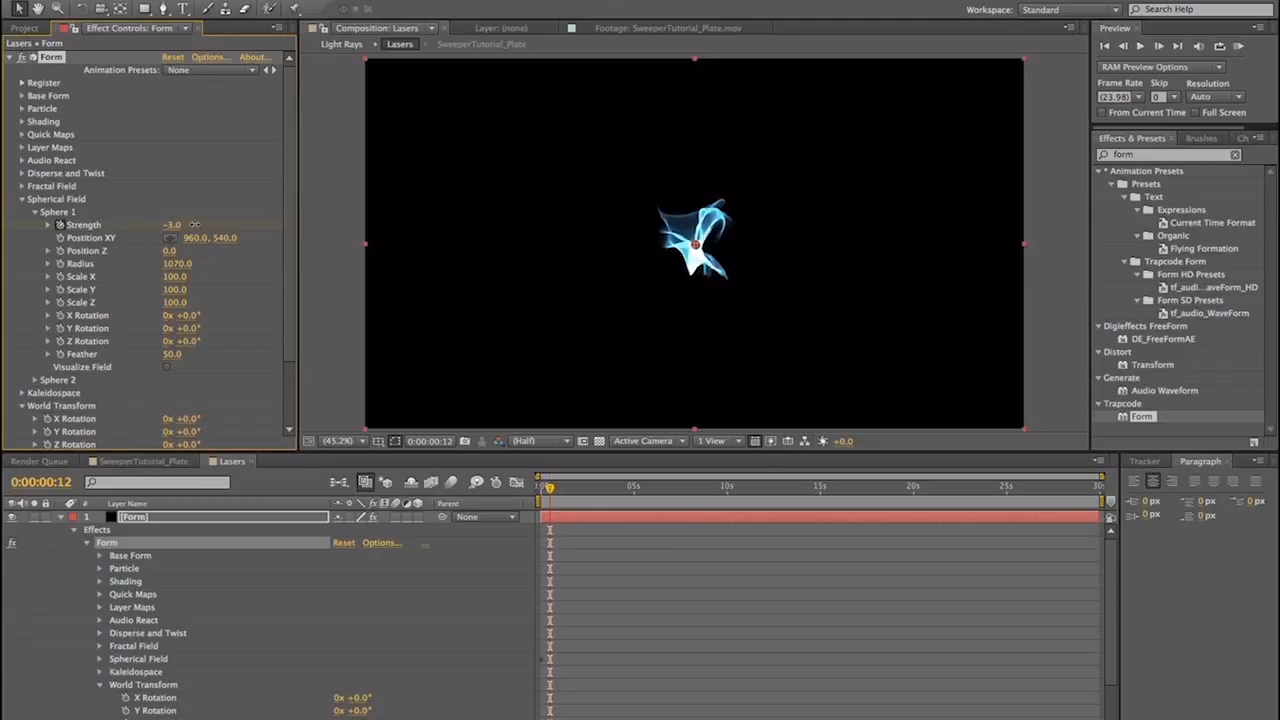 Workspace: Standard
Search Help
Project
Effect Controls: Form
Composition: Lasers
Layer: (none)
Footage: SweeperTutorial_Plate.mov
Preview
Lasers • Form
Light Rays
Lasers
SweeperTutorial_Plate
fx Form Reset Options... About...
Animation Presets: None
RAM Preview Options
Register
Base Form
Particle
Shading
Quick Maps
Layer Maps
Audio React
Disperse and Twist
Fractal Field
Spherical Field
Sphere 1
Strength -3.0
Position XY 960.0, 540.0
Position Z 0.0
Radius 1070.0
Scale X 100.0
Scale Y 100.0
Scale Z 100.0
X Rotation 0x +0.0°
Y Rotation 0x +0.0°
Z Rotation 0x +0.0°
Feather 50.0
Visualize Field
Sphere 2
Kaleidospace
World Transform
X Rotation 0x +0.0°
Y Rotation 0x +0.0°
Z Rotation 0x +0.0°
Frame Rate Skip Resolution
(23.98) 0 Auto
From Current Time Full Screen
Effects & Presets Brushes Ch
form
* Animation Presets
Presets
Text
Expressions
Current Time Format
Organic
Flying Formation
Trapcode Form
Form HD Presets
tf_audi...aveForm_HD
Form SD Presets
tf_audio_WaveForm
Digieffects FreeForm
DE_FreeFormAE
Distort
Transform
Generate
Audio Waveform
Trapcode
Form
(45.2%) 0:00:00:12 (Half) Active Camera 1 View +0.0
Render Queue
SweeperTutorial_Plate
Lasers
Tracker
Paragraph
0:00:00:12
05s 10s 15s 20s 25s 30s
# Layer Name Parent
1 [Form] None
Effects
fx Form Reset Options... ...
Base Form
Particle
Shading
Quick Maps
Layer Maps
Audio React
Disperse and Twist
Fractal Field
Spherical Field
Kaleidospace
World Transform
X Rotation 0x +0.0°
Y Rotation 0x +0.0°
0 px 0 px 0 px
0 px 0 px